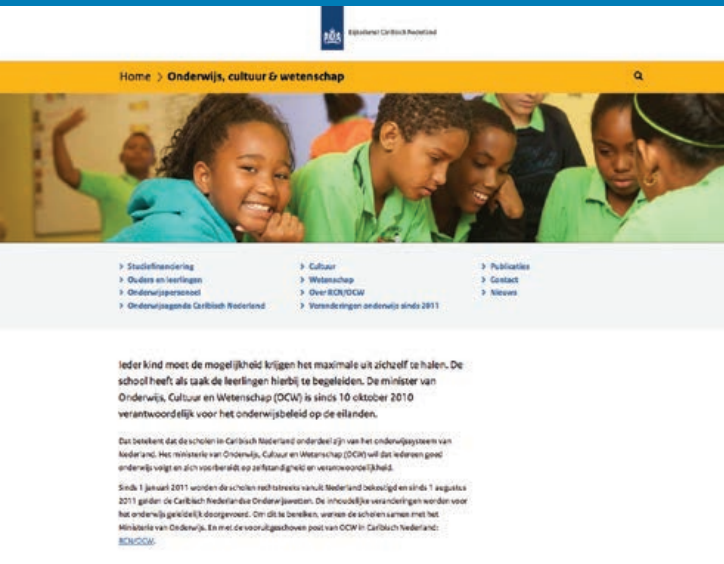 Rijksdienst Caribisch Nederland
Home > Onderwijs, cultuur & wetenschap
> Studiefinanciering
> Ouders en leerlingen
> Onderwijspersoneel
> Onderwijsagenda Caribisch Nederland
> Cultuur
> Wetenschap
> Over RCN/OCW
> Veranderingen onderwijs sinds 2011
> Publicaties
> Contact
> Nieuws
Ieder kind moet de mogelijkheid krijgen het maximale uit zichzelf te halen. De
school heeft als taak de leerlingen hierbij te begeleiden. De minister van
Onderwijs, Cultuur en Wetenschap (OCW) is sinds 10 oktober 2010
verantwoordelijk voor het onderwijsbeleid op de eilanden.
Dat betekent dat de scholen in Caribisch Nederland onderdeel zijn van het onderwijssysteem van
Nederland. Het ministerie van Onderwijs, Cultuur en Wetenschap (OCW) wil dat iedereen goed
onderwijs volgt en zich voorbereidt op zelfstandigheid en verantwoordelijkheid.
Sinds 1 januari 2011 worden de scholen rechtstreeks vanuit Nederland bekostigd en sinds 1 augustus
2011 gelden de Caribisch Nederlandse Onderwijswetten. De inhoudelijke veranderingen worden voor
het onderwijs geleidelijk doorgevoerd. Om dit te bereiken, werken de scholen samen met het
Ministerie van Onderwijs. En met de vooruitgeschoven post van OCW in Caribisch Nederland:
RCN/OCW.